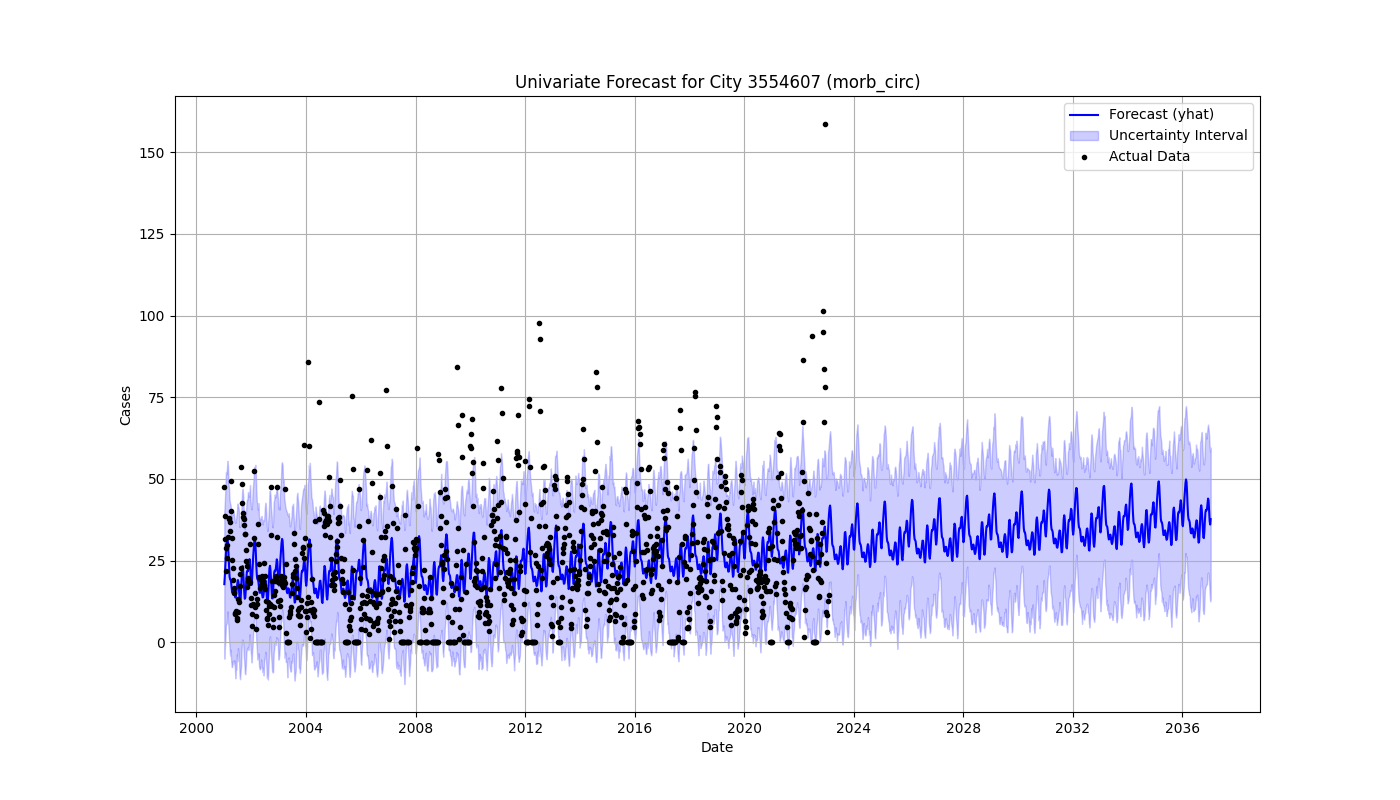 Univariate Forecast for City 3554607 (morb_circ)
Forecast (yhat)
Uncertainty Interval
Actual Data
150
125
100
75
50
25
0
Cases
2000 2004 2008 2012 2016 2020 2024 2028 2032 2036
Date